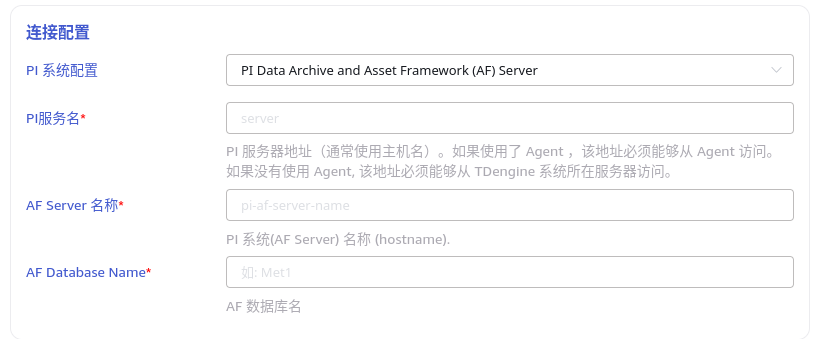 连接配置
PI 系统配置
PI Data Archive and Asset Framework (AF) Server
PI服务名*
server
PI 服务器地址（通常使用主机名）。如果使用了 Agent ，该地址必须能够从 Agent 访问。
如果没有使用 Agent, 该地址必须能够从 TDengine 系统所在服务器访问。
AF Server 名称*
pi-af-server-name
PI 系统(AF Server) 名称 (hostname).
AF Database Name*
如: Met1
AF 数据库名